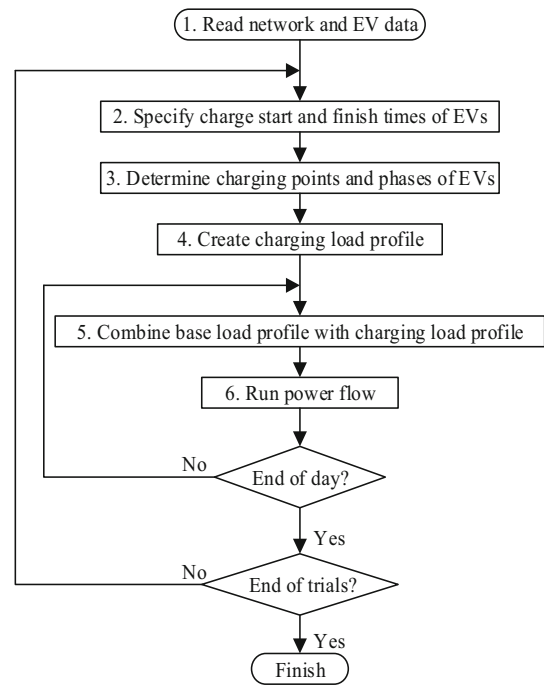 1. Read network and EV data
2. Specify charge start and finish times of EVs
3. Determine charging points and phases of EVs
4. Create charging load profile
5. Combine base load profile with charging load profile
6. Run power flow
No
End of day?
Yes
No
End of trials?
Yes
Finish